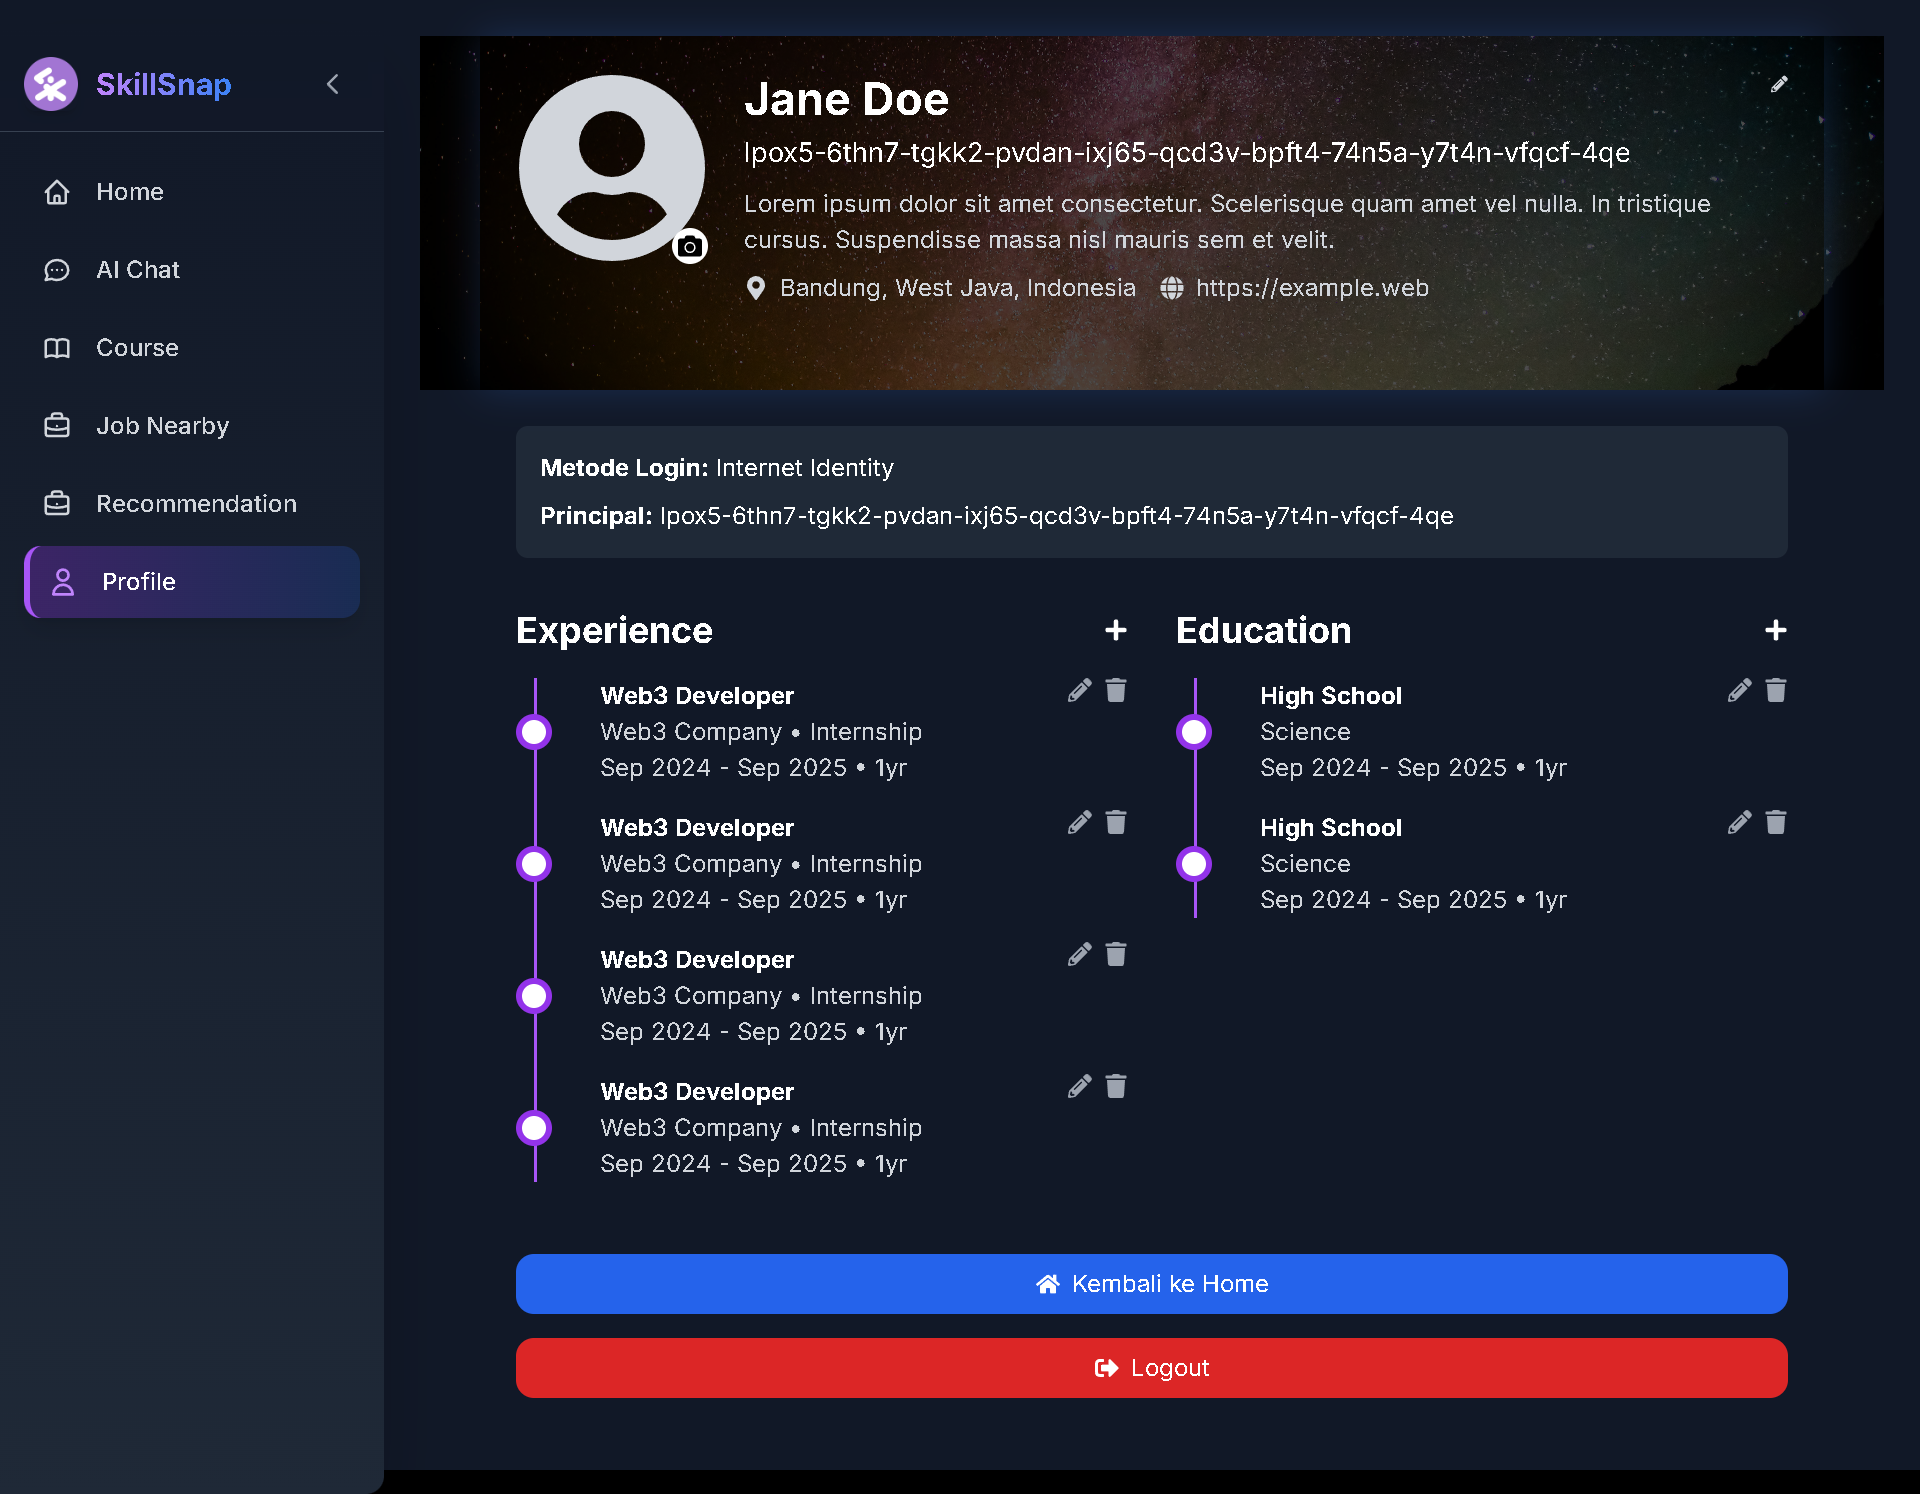 SkillSnap
Home
AI Chat
Course
Job Nearby
Recommendation
Profile
Jane Doe
lpox5-6thn7-tgkk2-pvdan-ixj65-qcd3v-bpft4-74n5a-y7t4n-vfqcf-4qe
Lorem ipsum dolor sit amet consectetur. Scelerisque quam amet vel nulla. In tristique
cursus. Suspendisse massa nisl mauris sem et velit.
Bandung, West Java, Indonesia https://example.web
Metode Login: Internet Identity
Principal: lpox5-6thn7-tgkk2-pvdan-ixj65-qcd3v-bpft4-74n5a-y7t4n-vfqcf-4qe
Experience
Web3 Developer
Web3 Company • Internship
Sep 2024 - Sep 2025 • 1yr
Web3 Developer
Web3 Company • Internship
Sep 2024 - Sep 2025 • 1yr
Web3 Developer
Web3 Company • Internship
Sep 2024 - Sep 2025 • 1yr
Web3 Developer
Web3 Company • Internship
Sep 2024 - Sep 2025 • 1yr
Education
High School
Science
Sep 2024 - Sep 2025 • 1yr
High School
Science
Sep 2024 - Sep 2025 • 1yr
Kembali ke Home
Logout